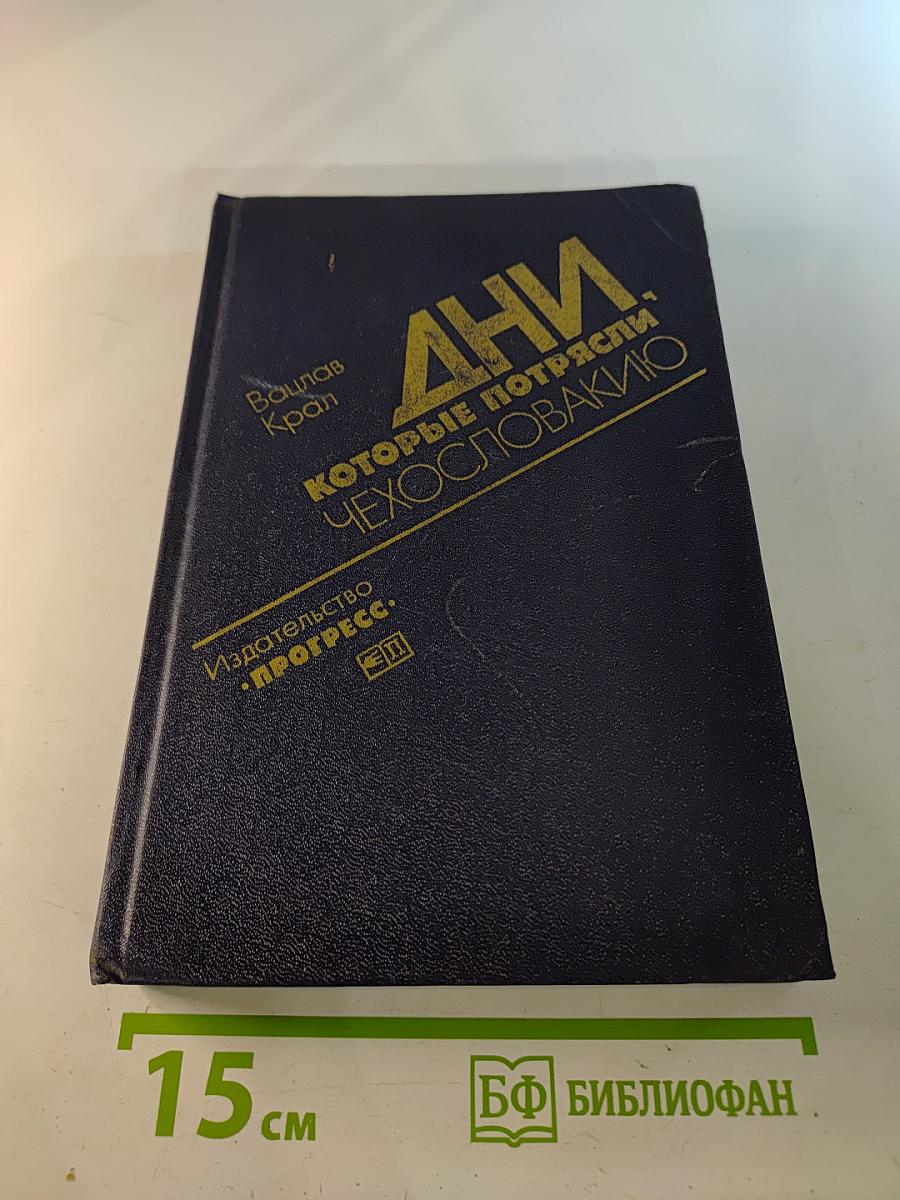 Вацлав
Крал
ДНИ,
КОТОРЫЕ ПОТРЯСЛИ
ЧЕХОСЛОВАКИЮ
Издательство
·ПРОГРЕСС·
15 см
БФ БИБЛИОФАН